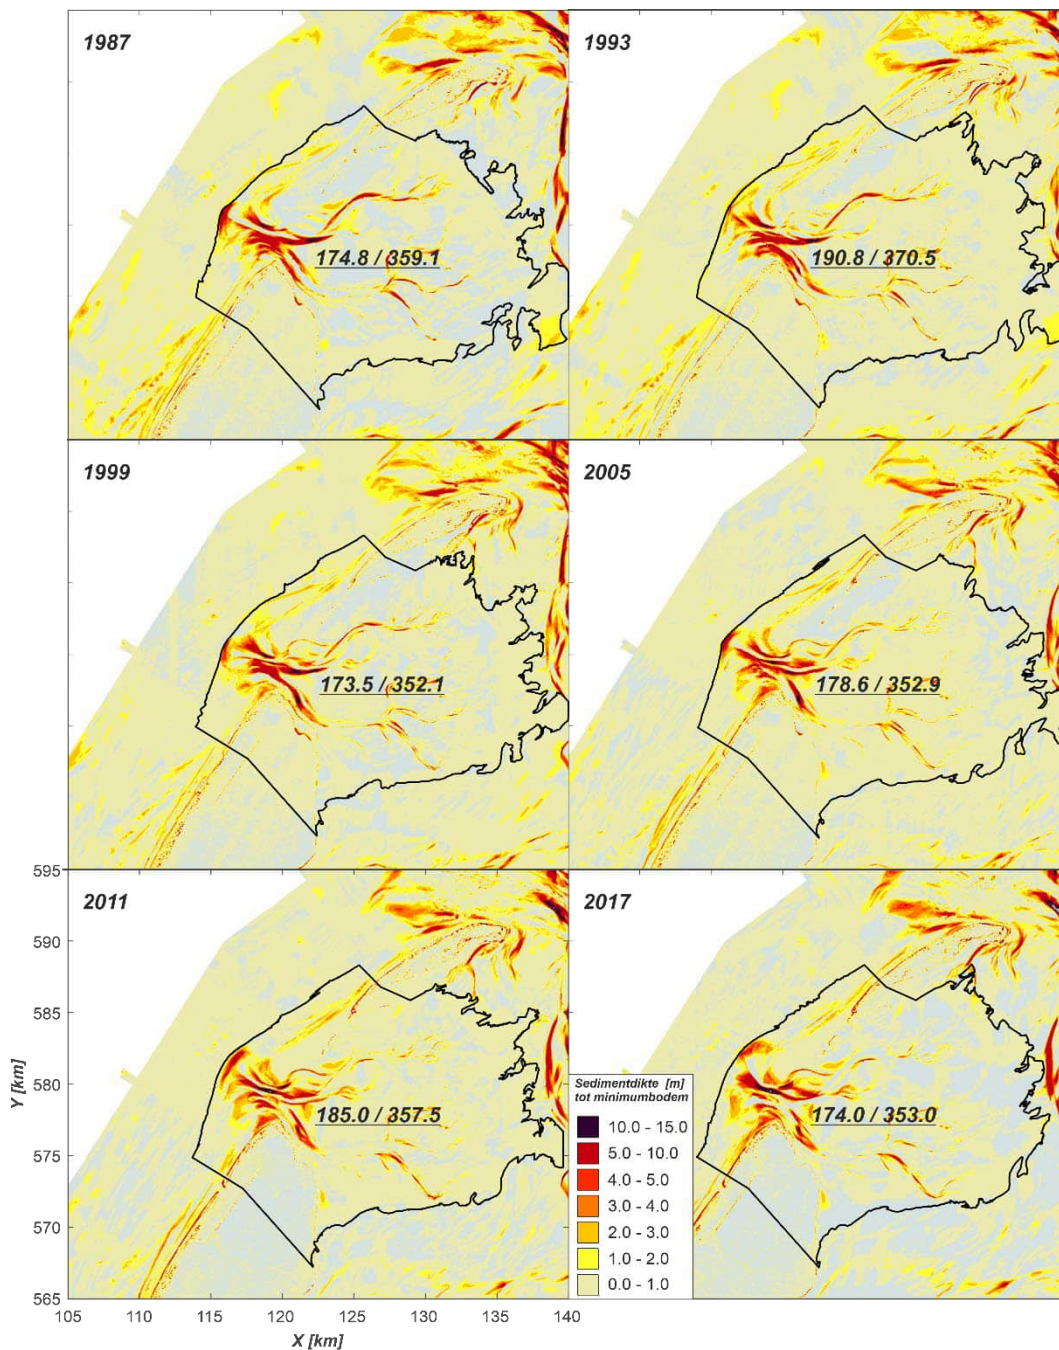 1987
1993
174.8 / 359.1
190.8 / 370.5
1999
2005
173.5 / 352.1
178.6 / 352.9
595
2011
2017
590
585
580
Y [km]
575
570
565
185.0 / 357.5
174.0 / 353.0
Sedimentdikte [m]
tot minimumbodem
10.0 - 15.0
5.0 - 10.0
4.0 - 5.0
3.0 - 4.0
2.0 - 3.0
1.0 - 2.0
0.0 - 1.0
105 110 115 120 125 130 135 140
X [km]